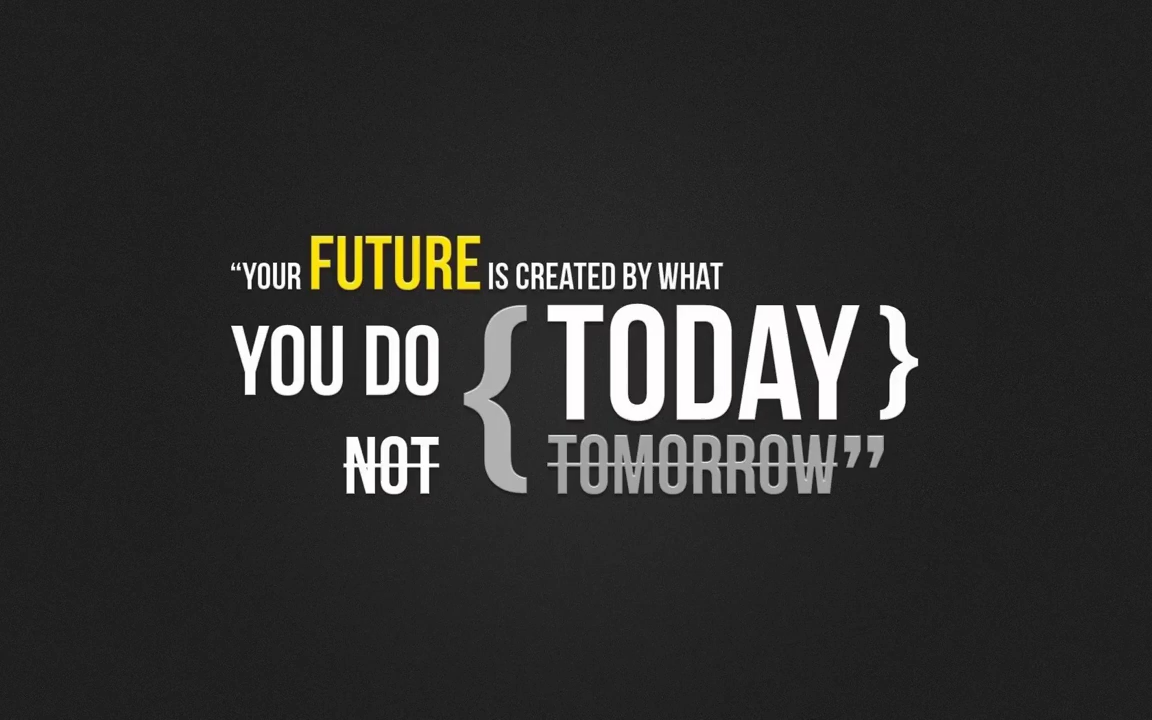 “YOUR FUTURE IS CREATED BY WHAT
YOU DO { TODAY }
NOT TOMORROW”